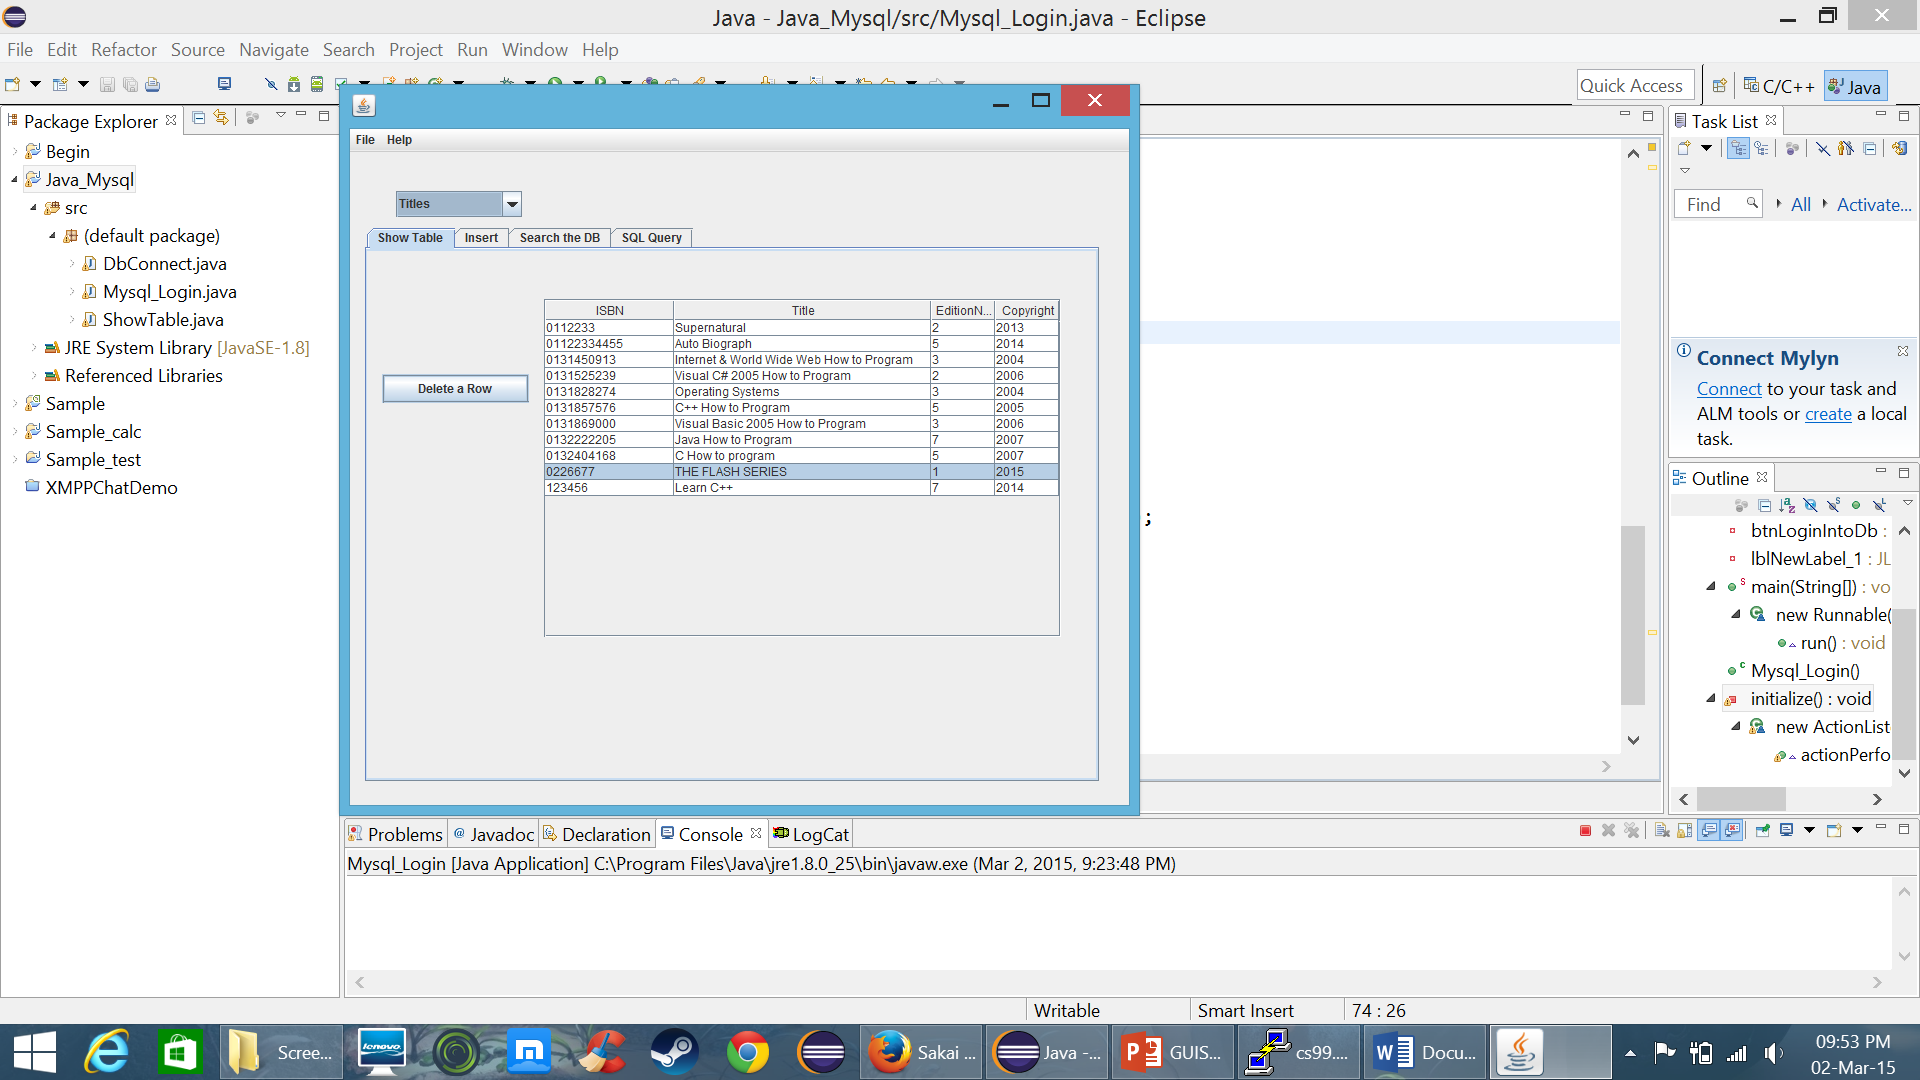 Java - Java_Mysql/src/Mysql_Login.java - Eclipse
File Edit Refactor Source Navigate Search Project Run Window Help
Quick Access C/C++ Java
Package Explorer
Begin
Java_Mysql
src
(default package)
DbConnect.java
Mysql_Login.java
ShowTable.java
JRE System Library [JavaSE-1.8]
Referenced Libraries
Sample
Sample_calc
Sample_test
XMPPChatDemo
File Help
Titles
Show Table Insert Search the DB SQL Query
Delete a Row
ISBN Title EditionN... Copyright
0112233 Supernatural 2 2013
01122334455 Auto Biograph 5 2014
0131450913 Internet & World Wide Web How to Program 3 2004
0131525239 Visual C# 2005 How to Program 2 2006
0131828274 Operating Systems 3 2004
0131857576 C++ How to Program 5 2005
0131869000 Visual Basic 2005 How to Program 3 2006
0132222205 Java How to Program 7 2007
0132404168 C How to program 5 2007
0226677 THE FLASH SERIES 1 2015
123456 Learn C++ 7 2014
;
Task List
Find All Activate...
Connect Mylyn
Connect to your task and
ALM tools or create a local
task.
Outline
btnLoginIntoDb :
lblNewLabel_1 : JL
main(String[]) : vo
new Runnable(
run() : void
Mysql_Login()
initialize() : void
new ActionList
actionPerfo
Problems @ Javadoc Declaration Console LogCat
Mysql_Login [Java Application] C:\Program Files\Java\jre1.8.0_25\bin\javaw.exe (Mar 2, 2015, 9:23:48 PM)
Writable Smart Insert 74 : 26
Scree... lenovo Sakai ... Java -... GUIS... cs99.... Docu...
09:53 PM
02-Mar-15